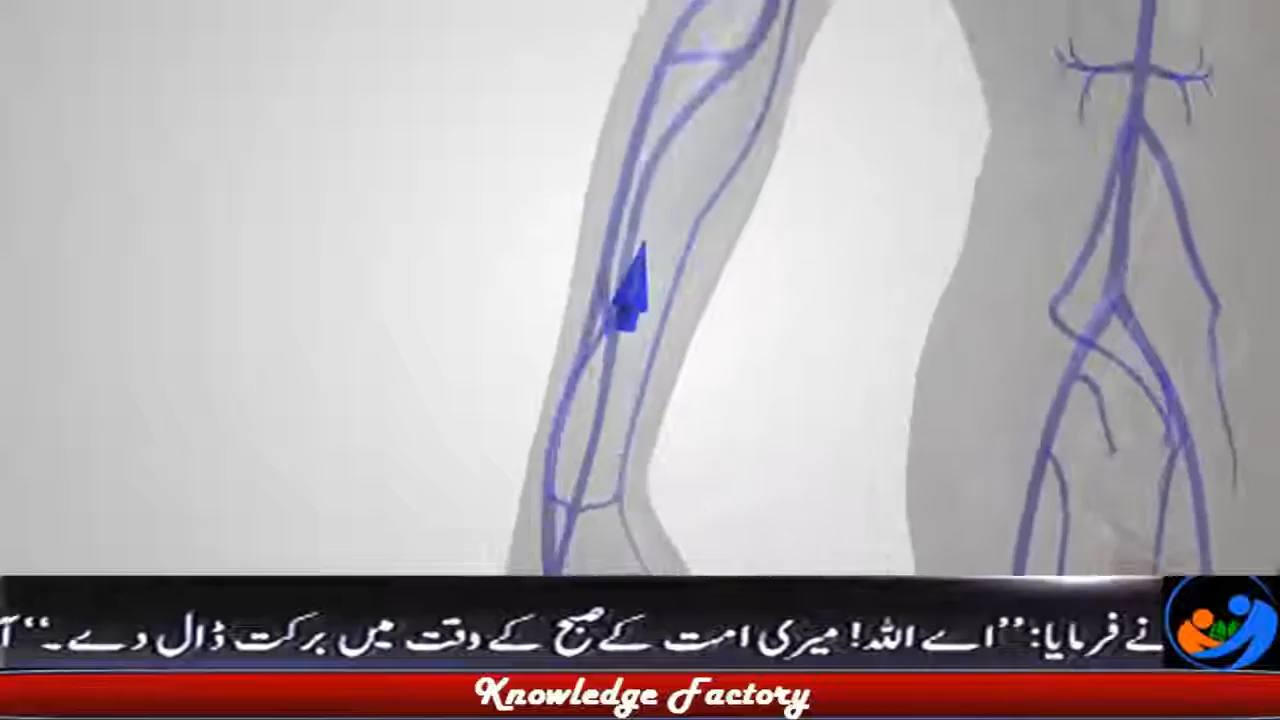 نے فرمایا: ’’اے اللہ! میری امت کے صبح کے وقت میں برکت ڈال دے۔‘‘ آ
Knowledge Factory